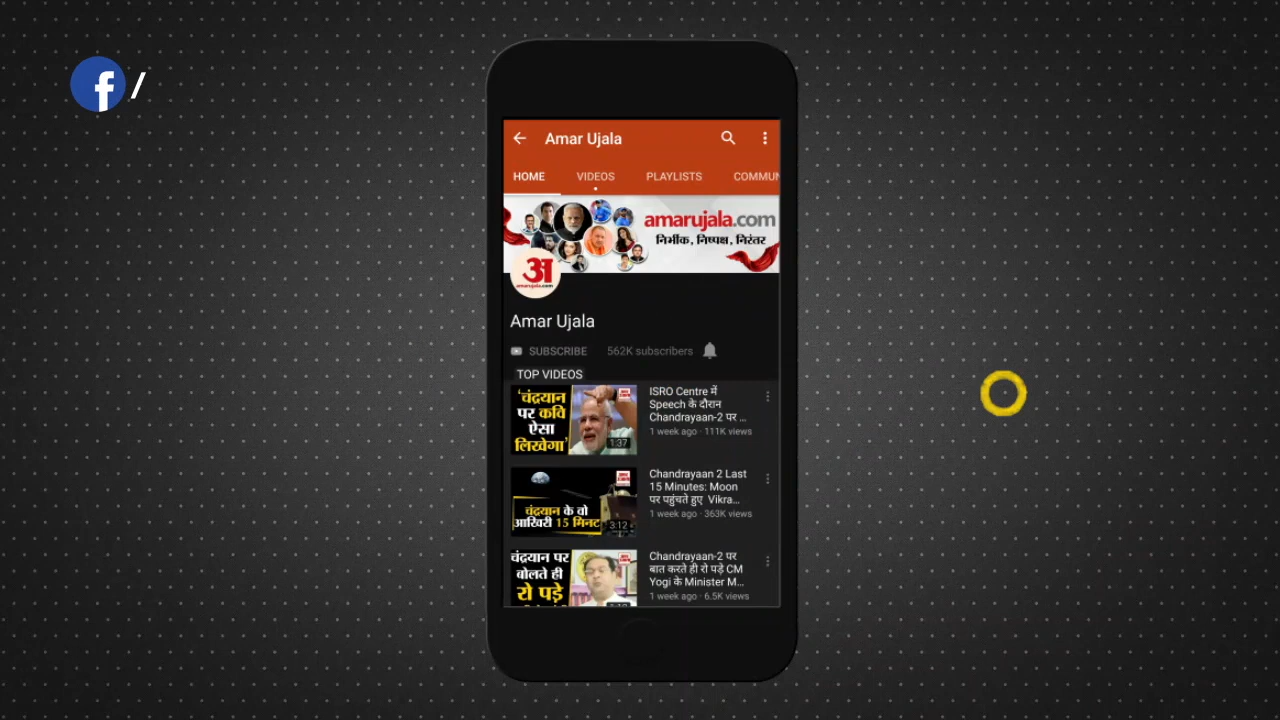 f/
Amar Ujala
HOME VIDEOS PLAYLISTS COMMUN
amarujala.com
निर्भीक, निष्पक्ष, निरंतर
अ
amarujala.com
Amar Ujala
SUBSCRIBE 562K subscribers
TOP VIDEOS
'चंद्रयान
पर कवि
ऐसा
लिखेगा'
1:37
ISRO Centre में
Speech के दौरान
Chandrayaan-2 पर ...
1 week ago · 111K views
चंद्रयान के वो
आखिरी 15 मिनट
3:12
Chandrayaan 2 Last
15 Minutes: Moon
पर पहुंचते हुए Vikra...
1 week ago · 363K views
चंद्रयान पर
बोलते ही
रो पड़े
Chandrayaan-2 पर
बात करते ही रो पड़े CM
Yogi के Minister M...
1 week ago · 6.5K views